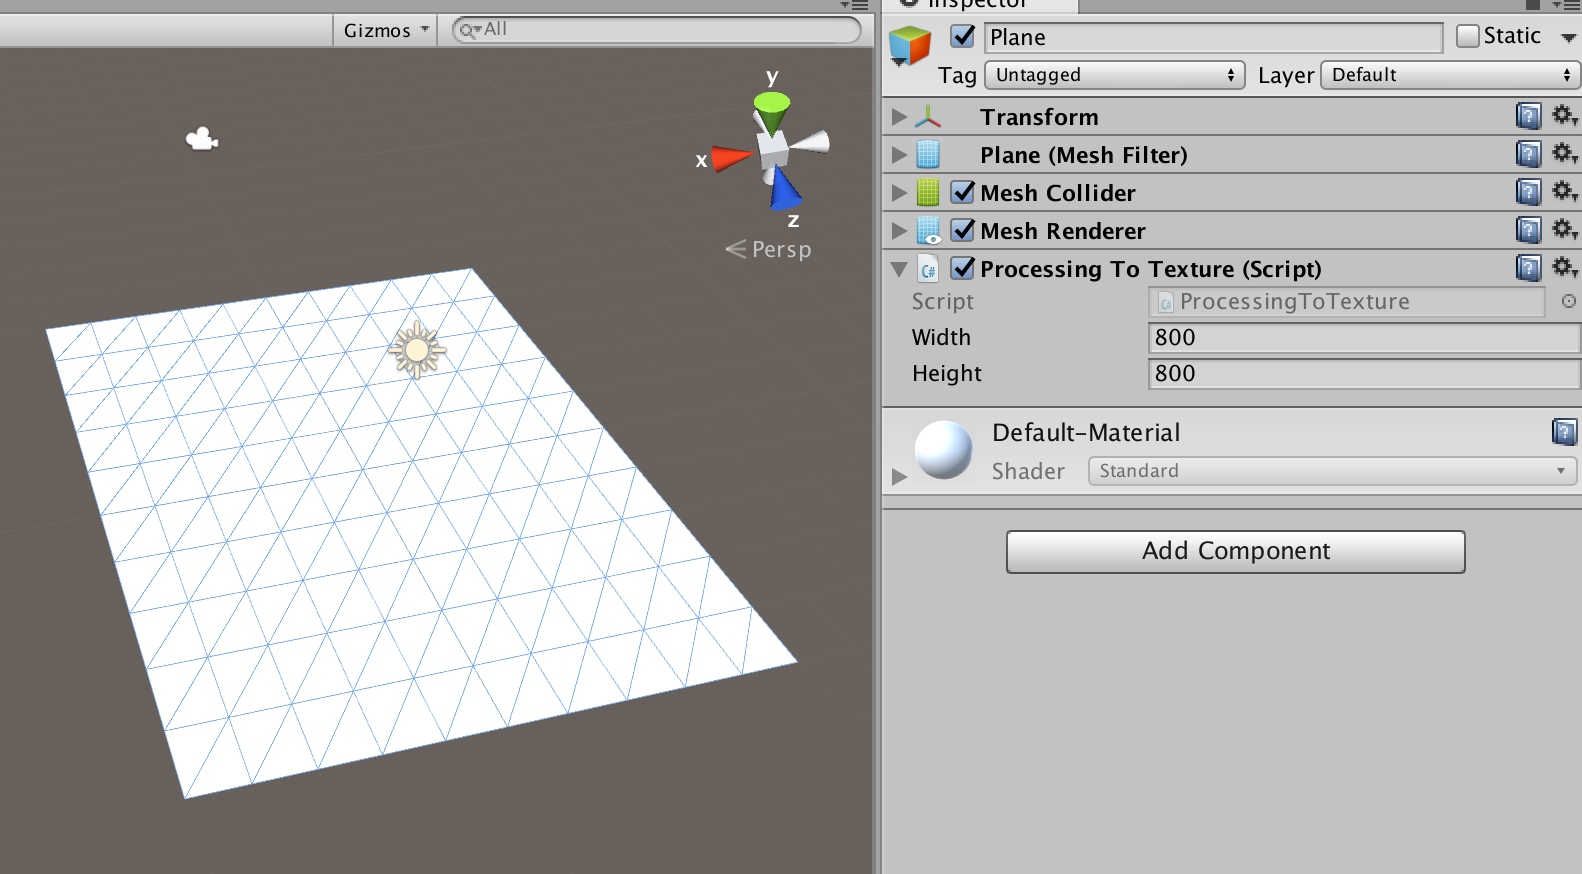 Inspector
Gizmos
All
Plane
Static
Tag
Untagged
Layer
Default
y
x
z
Persp
Transform
Plane (Mesh Filter)
Mesh Collider
Mesh Renderer
C#
Processing To Texture (Script)
Script
ProcessingToTexture
Width
800
Height
800
Default-Material
Shader
Standard
Add Component